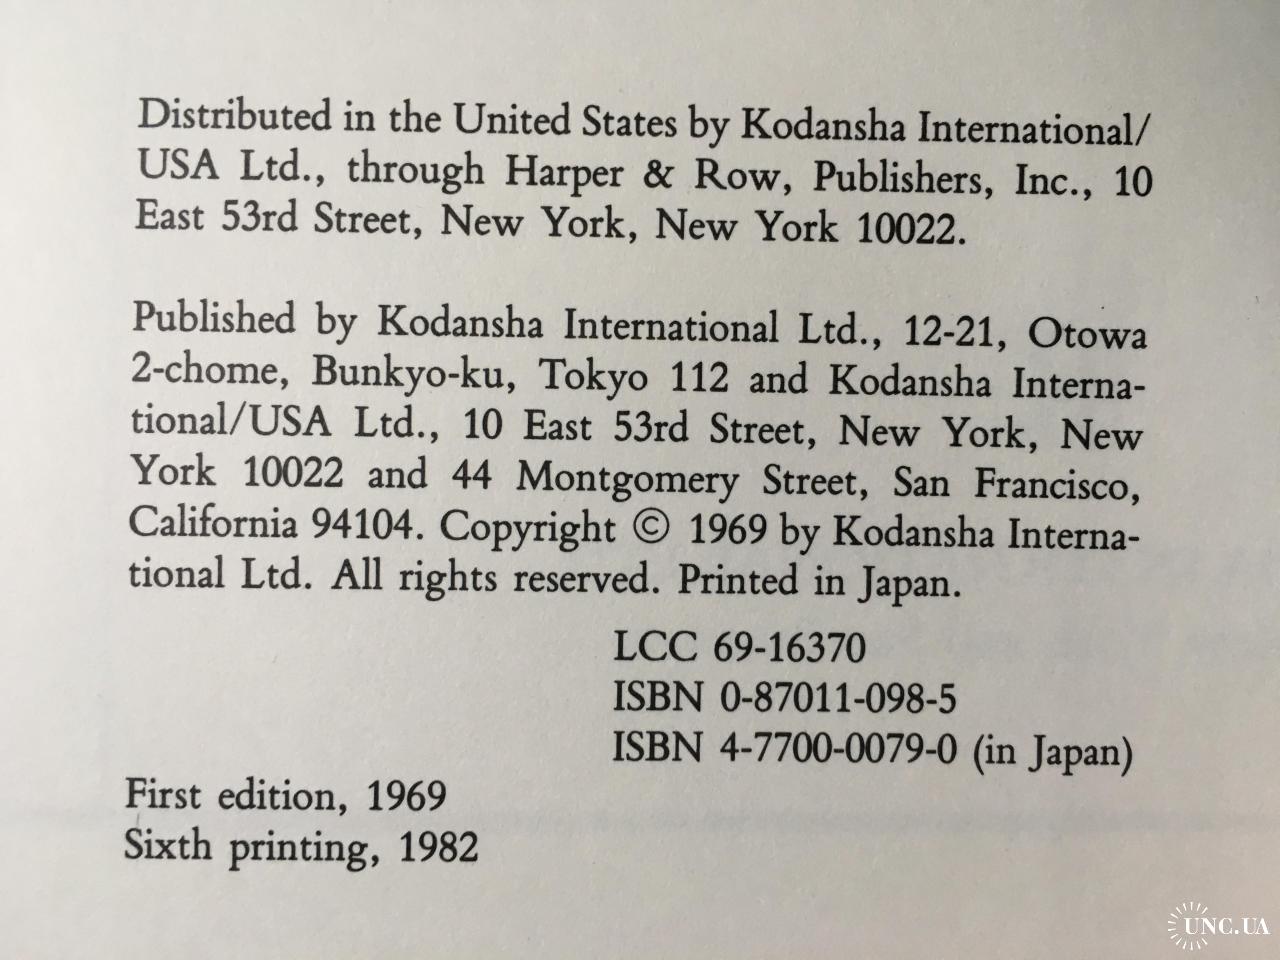 Distributed in the United States by Kodansha International/
USA Ltd., through Harper & Row, Publishers, Inc., 10
East 53rd Street, New York, New York 10022.
Published by Kodansha International Ltd., 12-21, Otowa
2-chome, Bunkyo-ku, Tokyo 112 and Kodansha Interna-
tional/USA Ltd., 10 East 53rd Street, New York, New
York 10022 and 44 Montgomery Street, San Francisco,
California 94104. Copyright © 1969 by Kodansha Interna-
tional Ltd. All rights reserved. Printed in Japan.
LCC 69-16370
ISBN 0-87011-098-5
ISBN 4-7700-0079-0 (in Japan)
First edition, 1969
Sixth printing, 1982
UNC.UA